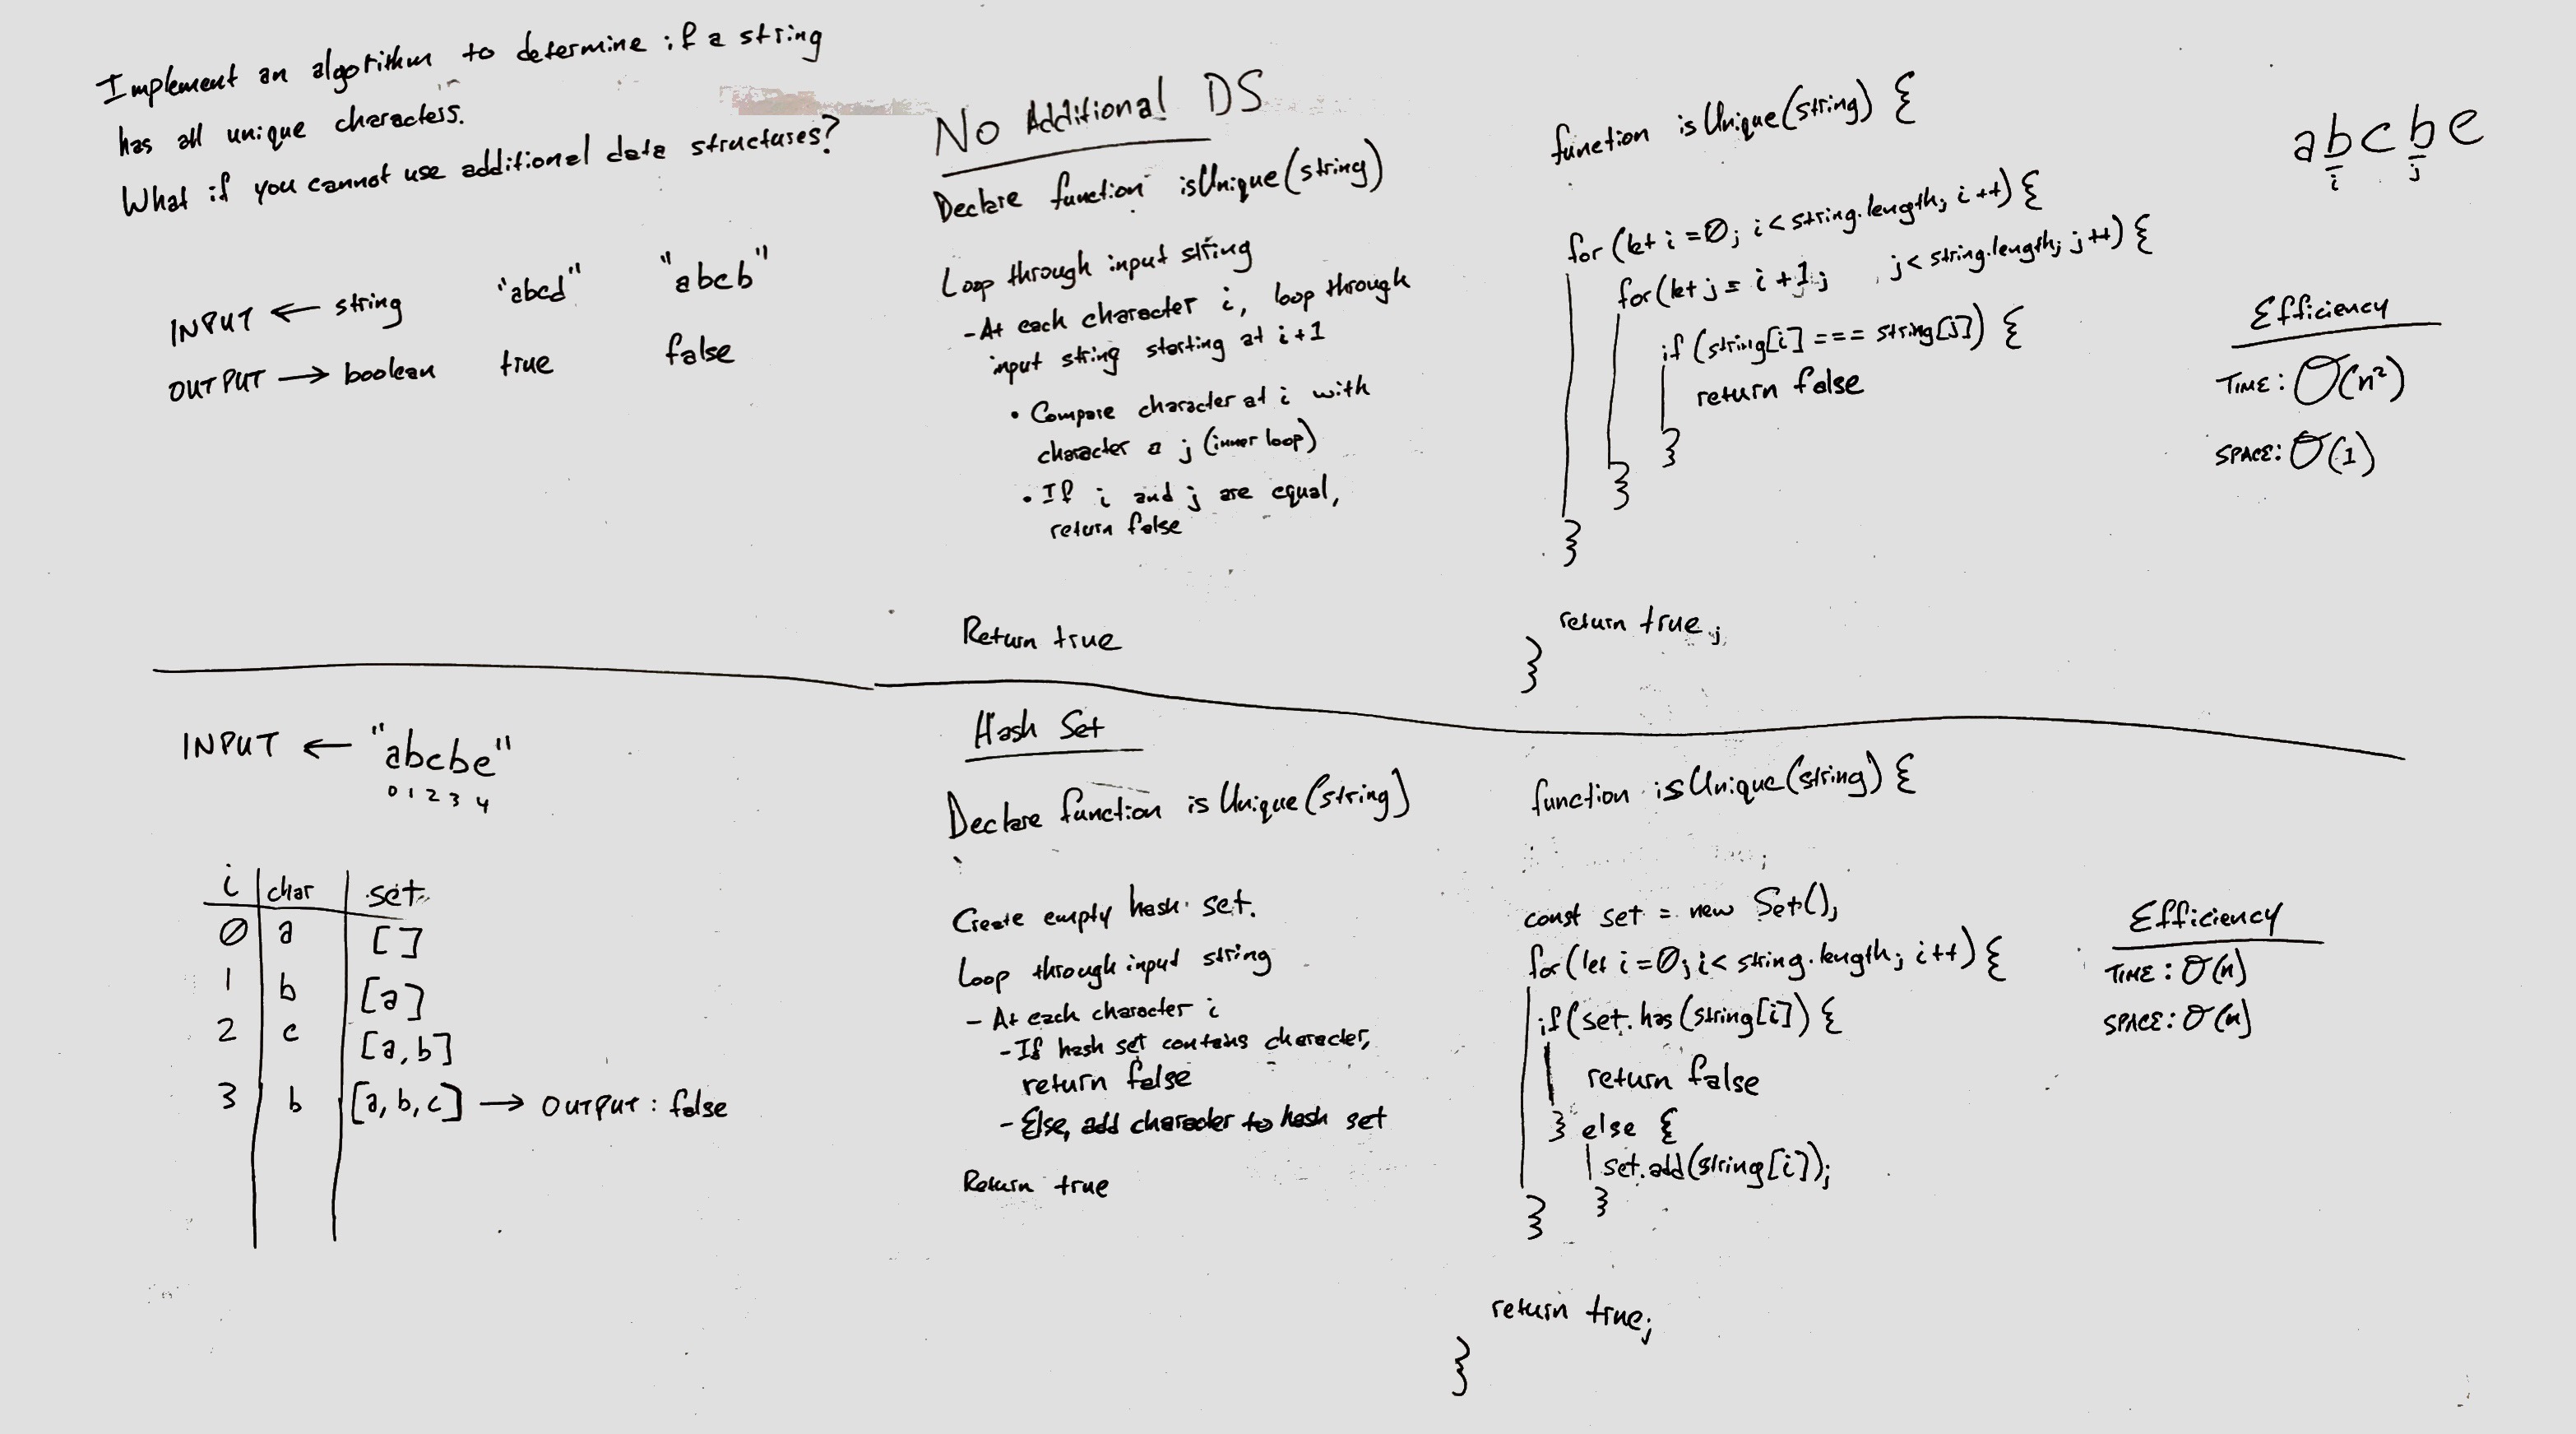 Implement an algorithm to determine if a string
has all unique characters.
What if you cannot use additional data structures?
INPUT ← string "abcd" "abcb"
OUTPUT → boolean true false
No Additional DS
Declare function isUnique(string)
Loop through input string
- At each character i, loop through
input string starting at i+1
• Compare character at i with
character @ j (inner loop)
• If i and j are equal,
return false
Return true
function isUnique(string) {
for (let i = 0; i < string.length; i++) {
for (let j = i + 1; j < string.length; j++) {
if (string[i] === string[j]) {
return false
}
}
}
return true;
}
abcbe
i j
Efficiency
TIME: O(n²)
SPACE: O(1)
INPUT ← "abcbe"
0 1 2 3 4
i char set
0 a []
1 b [a]
2 c [a,b]
3 b [a,b,c] → OUTPUT: false
Hash Set
Declare function isUnique(string)
Create empty hash set.
Loop through input string
- At each character i
- If hash set contains character,
return false
- Else, add character to hash set
Return true
function isUnique(string) {
const set = new Set();
for (let i=0; i < string.length; i++) {
if (set.has(string[i]) {
return false
} else {
set.add(string[i]);
}
}
return true;
}
Efficiency
TIME: O(n)
SPACE: O(n)